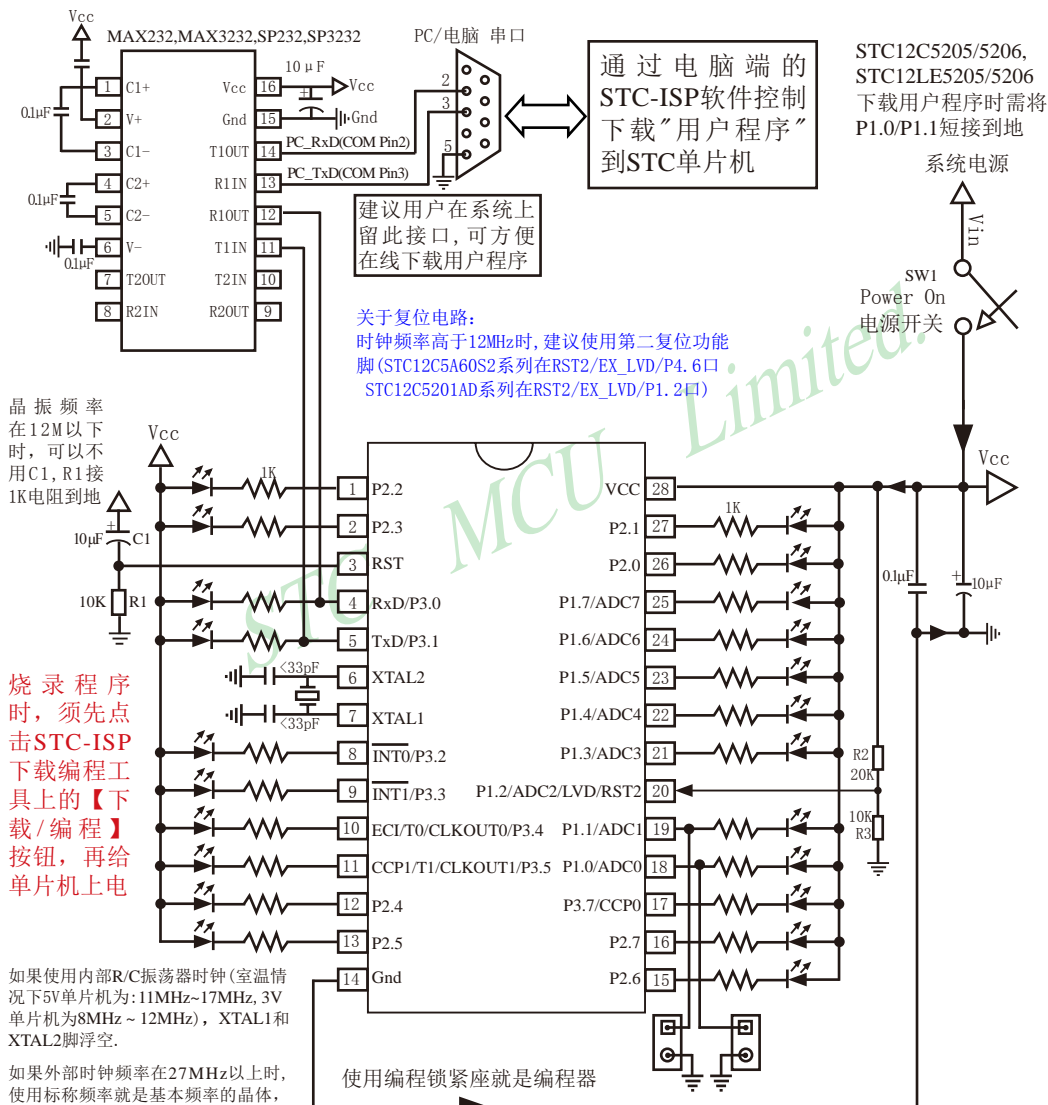 Vcc
MAX232,MAX3232,SP232,SP3232
PC/电脑 串口
1 C1+
2 V+
3 C1-
4 C2+
5 C2-
6 V-
7 T2OUT
8 R2IN
Vcc 16
Gnd 15
T1OUT 14
R1IN 13
R1OUT 12
T1IN 11
T2IN 10
R2OUT 9
0.1μF
0.1μF
0.1μF
10μF
Vcc
Gnd
PC_RxD(COM Pin2)
PC_TxD(COM Pin3)
2
3
5
通过电脑端的
STC-ISP软件控制
下载"用户程序"
到STC单片机
STC12C5205/5206,
STC12LE5205/5206
下载用户程序时需将
P1.0/P1.1短接到地
系统电源
Vin
SW1
Power On
电源开关
建议用户在系统上
留此接口,可方便
在线下载用户程序
关于复位电路:
时钟频率高于12MHz时,建议使用第二复位功能
脚(STC12C5A60S2系列在RST2/EX_LVD/P4.6口
STC12C5201AD系列在RST2/EX_LVD/P1.2口)
晶振频率
在12M以下
时, 可以不
用C1,R1接
1K电阻到地
Vcc
10μF
+
C1
10K
R1
1K
1 P2.2
2 P2.3
3 RST
4 RxD/P3.0
5 TxD/P3.1
6 XTAL2
7 XTAL1
8 INT0/P3.2
9 INT1/P3.3
10 ECI/T0/CLKOUT0/P3.4
11 CCP1/T1/CLKOUT1/P3.5
12 P2.4
13 P2.5
14 Gnd
<33pF
<33pF
VCC 28
P2.1 27
P2.0 26
P1.7/ADC7 25
P1.6/ADC6 24
P1.5/ADC5 23
P1.4/ADC4 22
P1.3/ADC3 21
P1.2/ADC2/LVD/RST2 20
P1.1/ADC1 19
P1.0/ADC0 18
P3.7/CCP0 17
P2.7 16
P2.6 15
1K
Vcc
0.1μF
+
10μF
R2
20K
10K
R3
STC MCU Limited.
烧录程序
时, 须先点
击STC-ISP
下载编程工
具上的【下
载/编程】
按钮, 再给
单片机上电
如果使用内部R/C振荡器时钟(室温情
况下5V单片机为:11MHz~17MHz, 3V
单片机为8MHz ~ 12MHz), XTAL1和
XTAL2脚浮空.
如果外部时钟频率在27MHz以上时,
使用标称频率就是基本频率的晶体,
使用编程锁紧座就是编程器